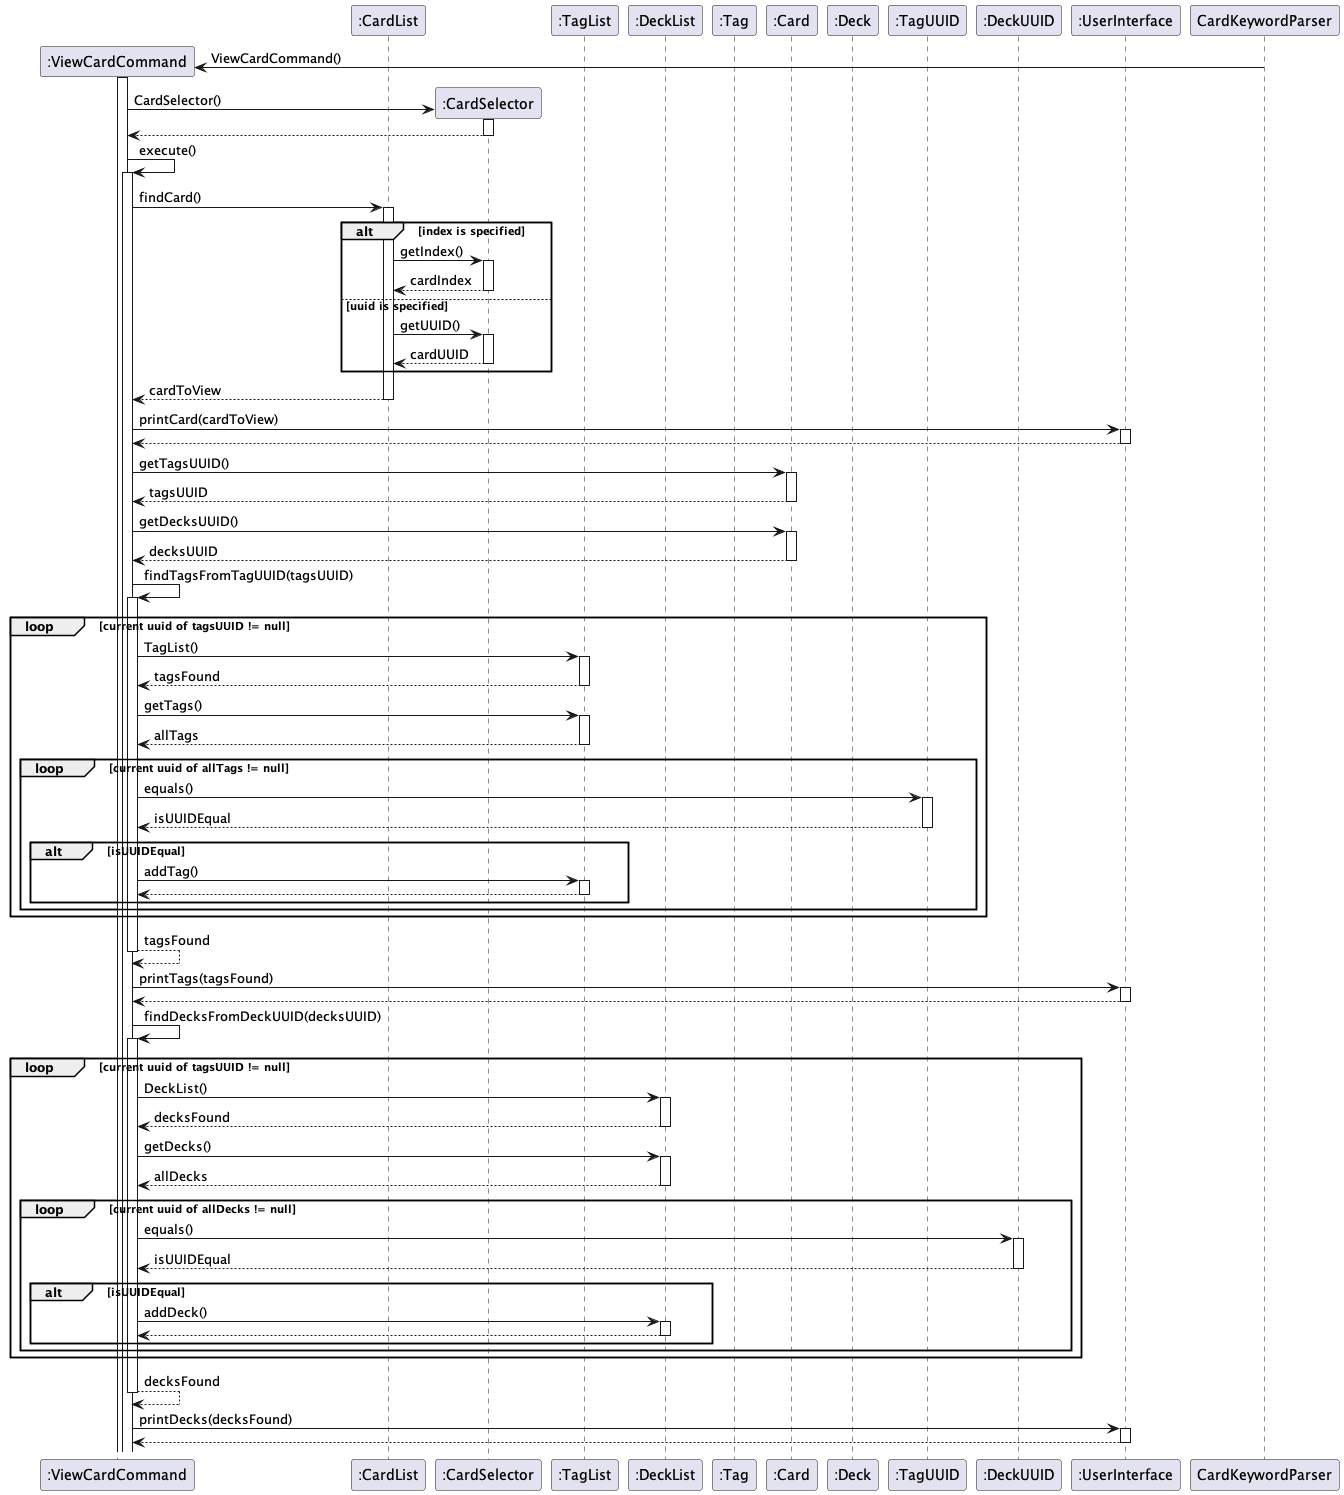 :CardList
:TagList
:DeckList
:Tag
:Card
:Deck
:TagUUID
:DeckUUID
:UserInterface
CardKeywordParser
:ViewCardCommand
ViewCardCommand()
CardSelector()
:CardSelector
execute()
findCard()
alt
[index is specified]
getIndex()
cardIndex
[uuid is specified]
getUUID()
cardUUID
cardToView
printCard(cardToView)
getTagsUUID()
tagsUUID
getDecksUUID()
decksUUID
findTagsFromTagUUID(tagsUUID)
loop
[current uuid of tagsUUID != null]
TagList()
tagsFound
getTags()
allTags
loop
[current uuid of allTags != null]
equals()
isUUIDEqual
alt
[isUUIDEqual]
addTag()
tagsFound
printTags(tagsFound)
findDecksFromDeckUUID(decksUUID)
loop
[current uuid of tagsUUID != null]
DeckList()
decksFound
getDecks()
allDecks
loop
[current uuid of allDecks != null]
equals()
isUUIDEqual
alt
[isUUIDEqual]
addDeck()
decksFound
printDecks(decksFound)
:ViewCardCommand
:CardList
:CardSelector
:TagList
:DeckList
:Tag
:Card
:Deck
:TagUUID
:DeckUUID
:UserInterface
CardKeywordParser